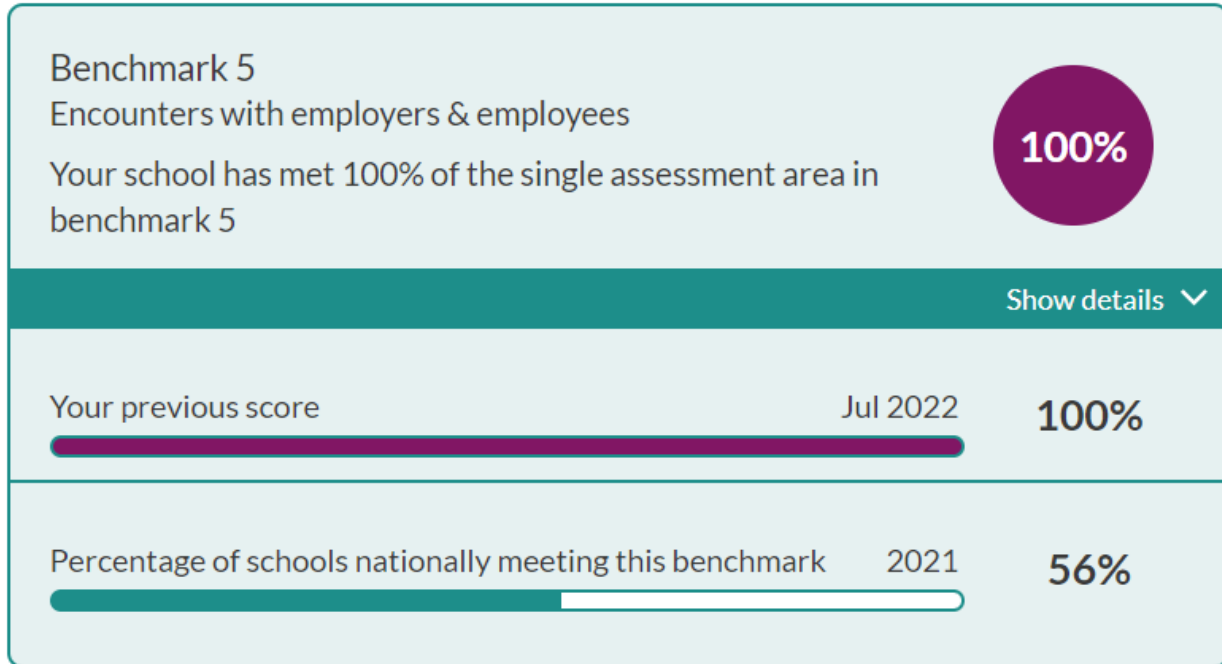 Benchmark 5
Encounters with employers & employees
Your school has met 100% of the single assessment area in
benchmark 5
100%
Show details
Your previous score Jul 2022 100%
Percentage of schools nationally meeting this benchmark 2021 56%